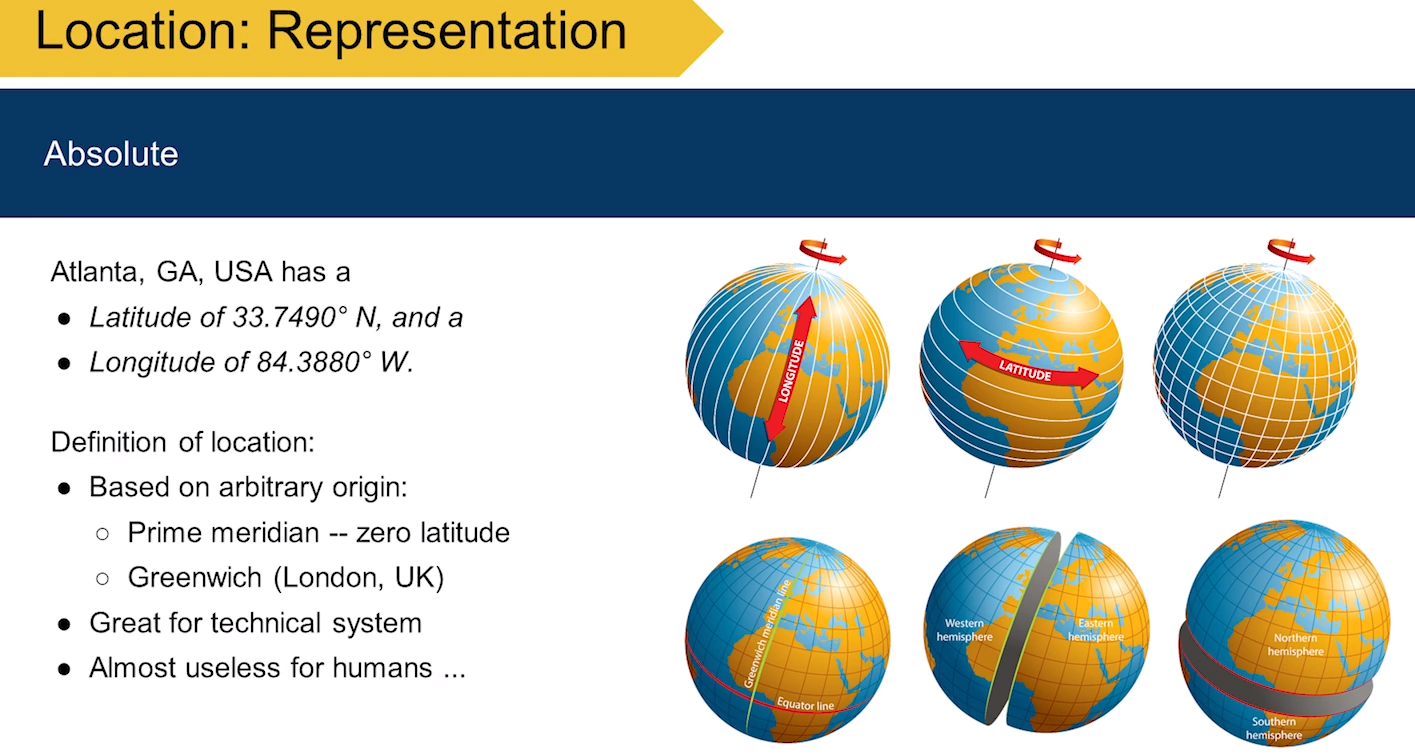 Location: Representation
Absolute
Atlanta, GA, USA has a
● Latitude of 33.7490° N, and a
● Longitude of 84.3880° W.
Definition of location:
● Based on arbitrary origin:
○ Prime meridian -- zero latitude
○ Greenwich (London, UK)
● Great for technical system
● Almost useless for humans ...
LONGITUDE
LATITUDE
Greenwich meridian line
Equator line
Western
hemisphere
Eastern
hemisphere
Northern
hemisphere
Southern
hemisphere